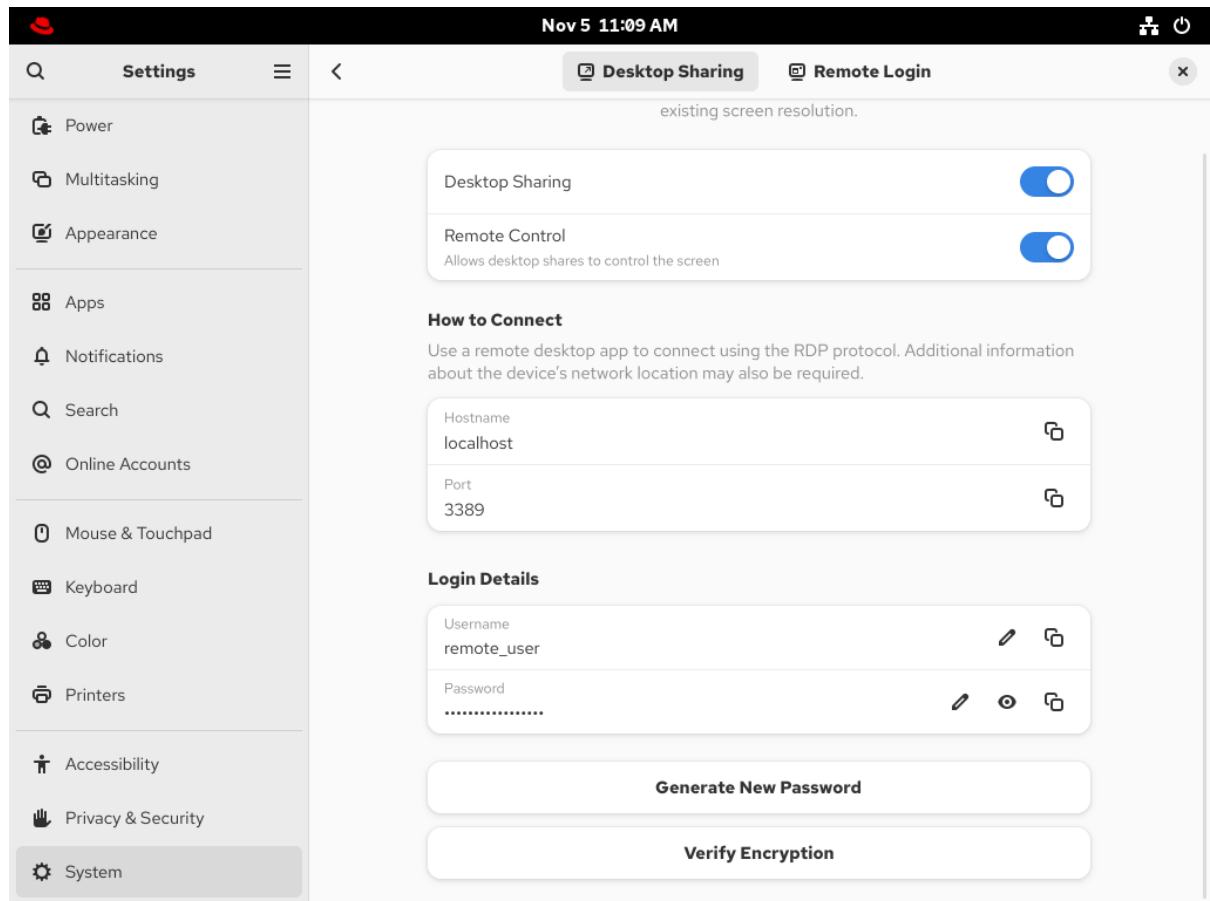 Nov 5 11:09 AM
Settings
Power
Multitasking
Appearance
Apps
Notifications
Search
Online Accounts
Mouse & Touchpad
Keyboard
Color
Printers
Accessibility
Privacy & Security
System
Desktop Sharing
Remote Login
existing screen resolution.
Desktop Sharing
Remote Control
Allows desktop shares to control the screen
How to Connect
Use a remote desktop app to connect using the RDP protocol. Additional information
about the device's network location may also be required.
Hostname
localhost
Port
3389
Login Details
Username
remote_user
Password
•••••••••••••••••
Generate New Password
Verify Encryption